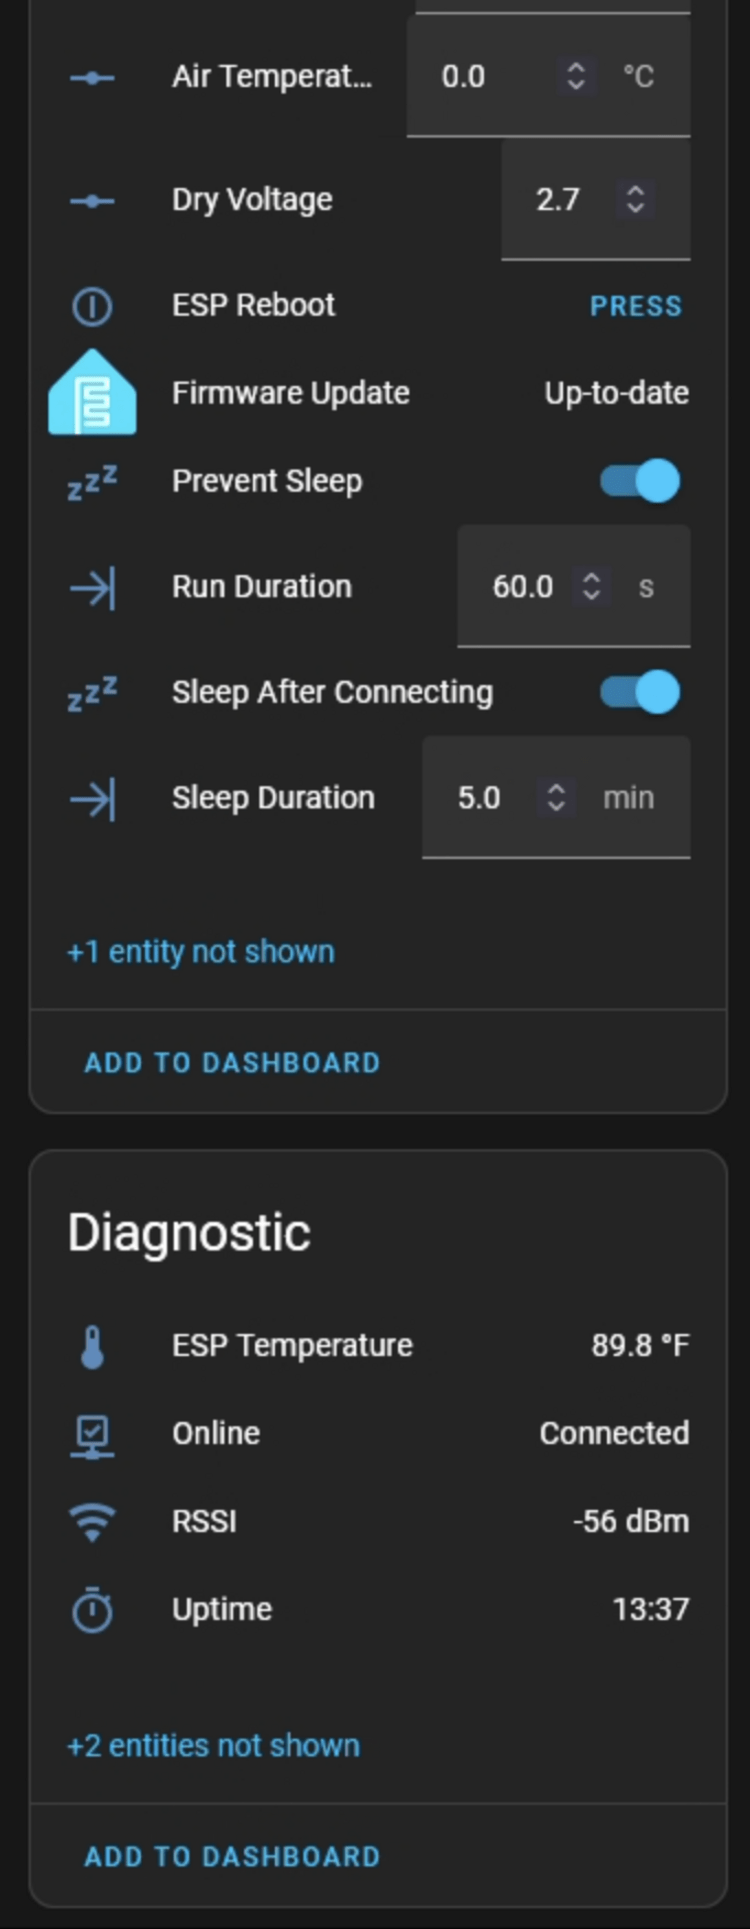 Air Temperat... 0.0 °C
Dry Voltage 2.7
ESP Reboot PRESS
Firmware Update Up-to-date
zzz Prevent Sleep
Run Duration 60.0 s
zzz Sleep After Connecting
Sleep Duration 5.0 min
+1 entity not shown
ADD TO DASHBOARD
Diagnostic
ESP Temperature 89.8 °F
Online Connected
RSSI -56 dBm
Uptime 13:37
+2 entities not shown
ADD TO DASHBOARD